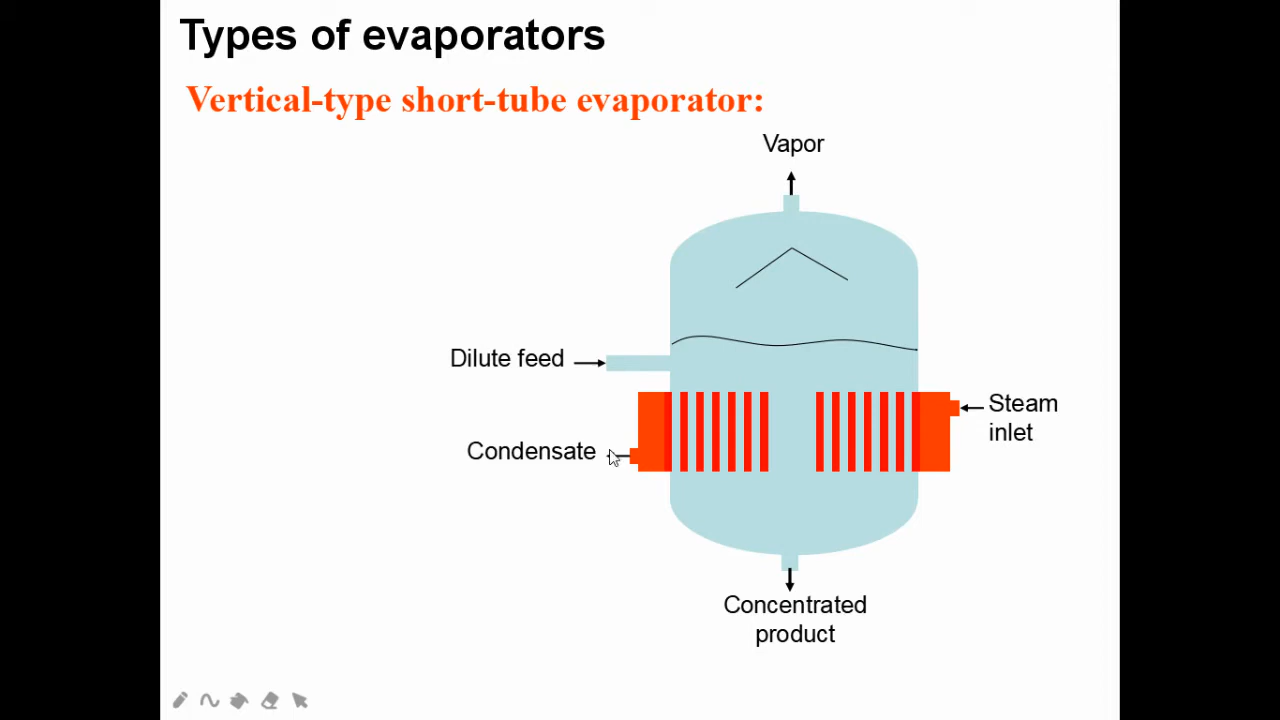 Types of evaporators
Vertical-type short-tube evaporator:
Vapor
Dilute feed
Steam
inlet
Condensate
Concentrated
product